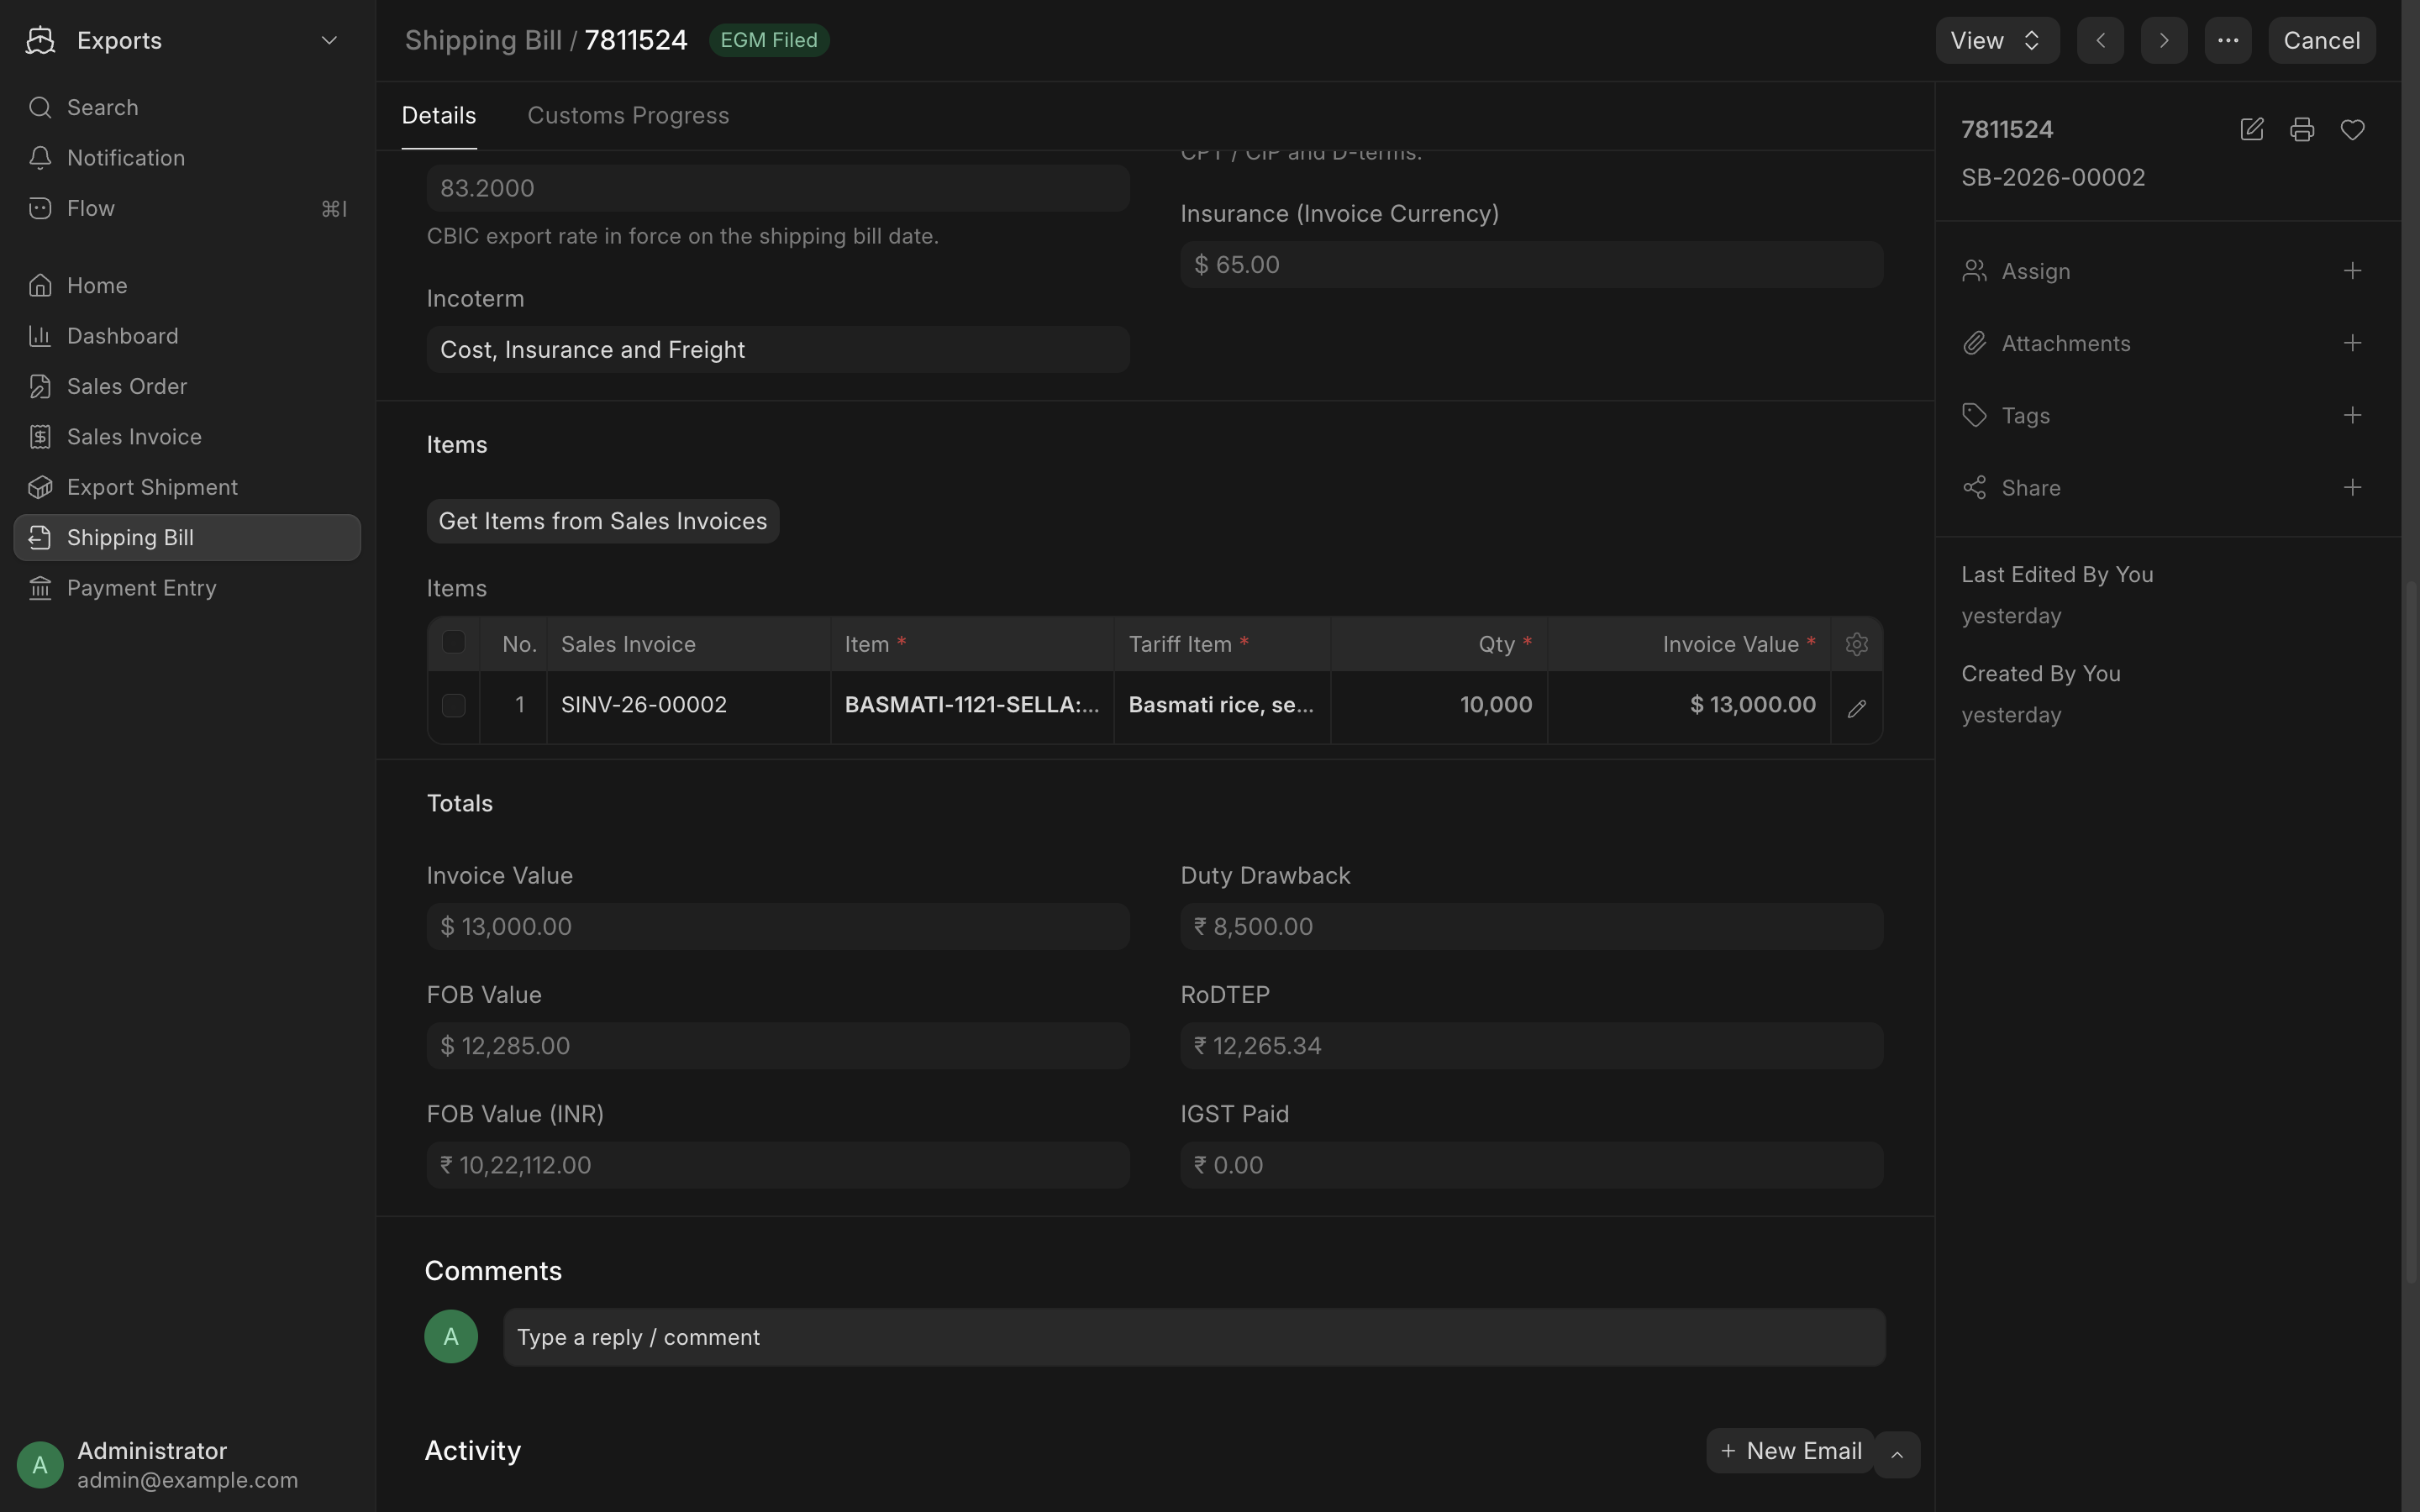 Exports
Search
Notification
Flow ⌘I
Home
Dashboard
Sales Order
Sales Invoice
Export Shipment
Shipping Bill
Payment Entry
Administrator
admin@example.com
Shipping Bill / 7811524 EGM Filed
View
Cancel
Details Customs Progress
83.2000
CBIC export rate in force on the shipping bill date.
Incoterm
Cost, Insurance and Freight
CPT / CIP and D-terms.
Insurance (Invoice Currency)
$ 65.00
Items
Get Items from Sales Invoices
Items
No. Sales Invoice Item * Tariff Item * Qty * Invoice Value *
1 SINV-26-00002 BASMATI-1121-SELLA:... Basmati rice, se... 10,000 $ 13,000.00
Totals
Invoice Value
$ 13,000.00
FOB Value
$ 12,285.00
FOB Value (INR)
₹ 10,22,112.00
Duty Drawback
₹ 8,500.00
RoDTEP
₹ 12,265.34
IGST Paid
₹ 0.00
Comments
A
Type a reply / comment
Activity
+ New Email
A
7811524
SB-2026-00002
Assign
Attachments
Tags
Share
Last Edited By You
yesterday
Created By You
yesterday